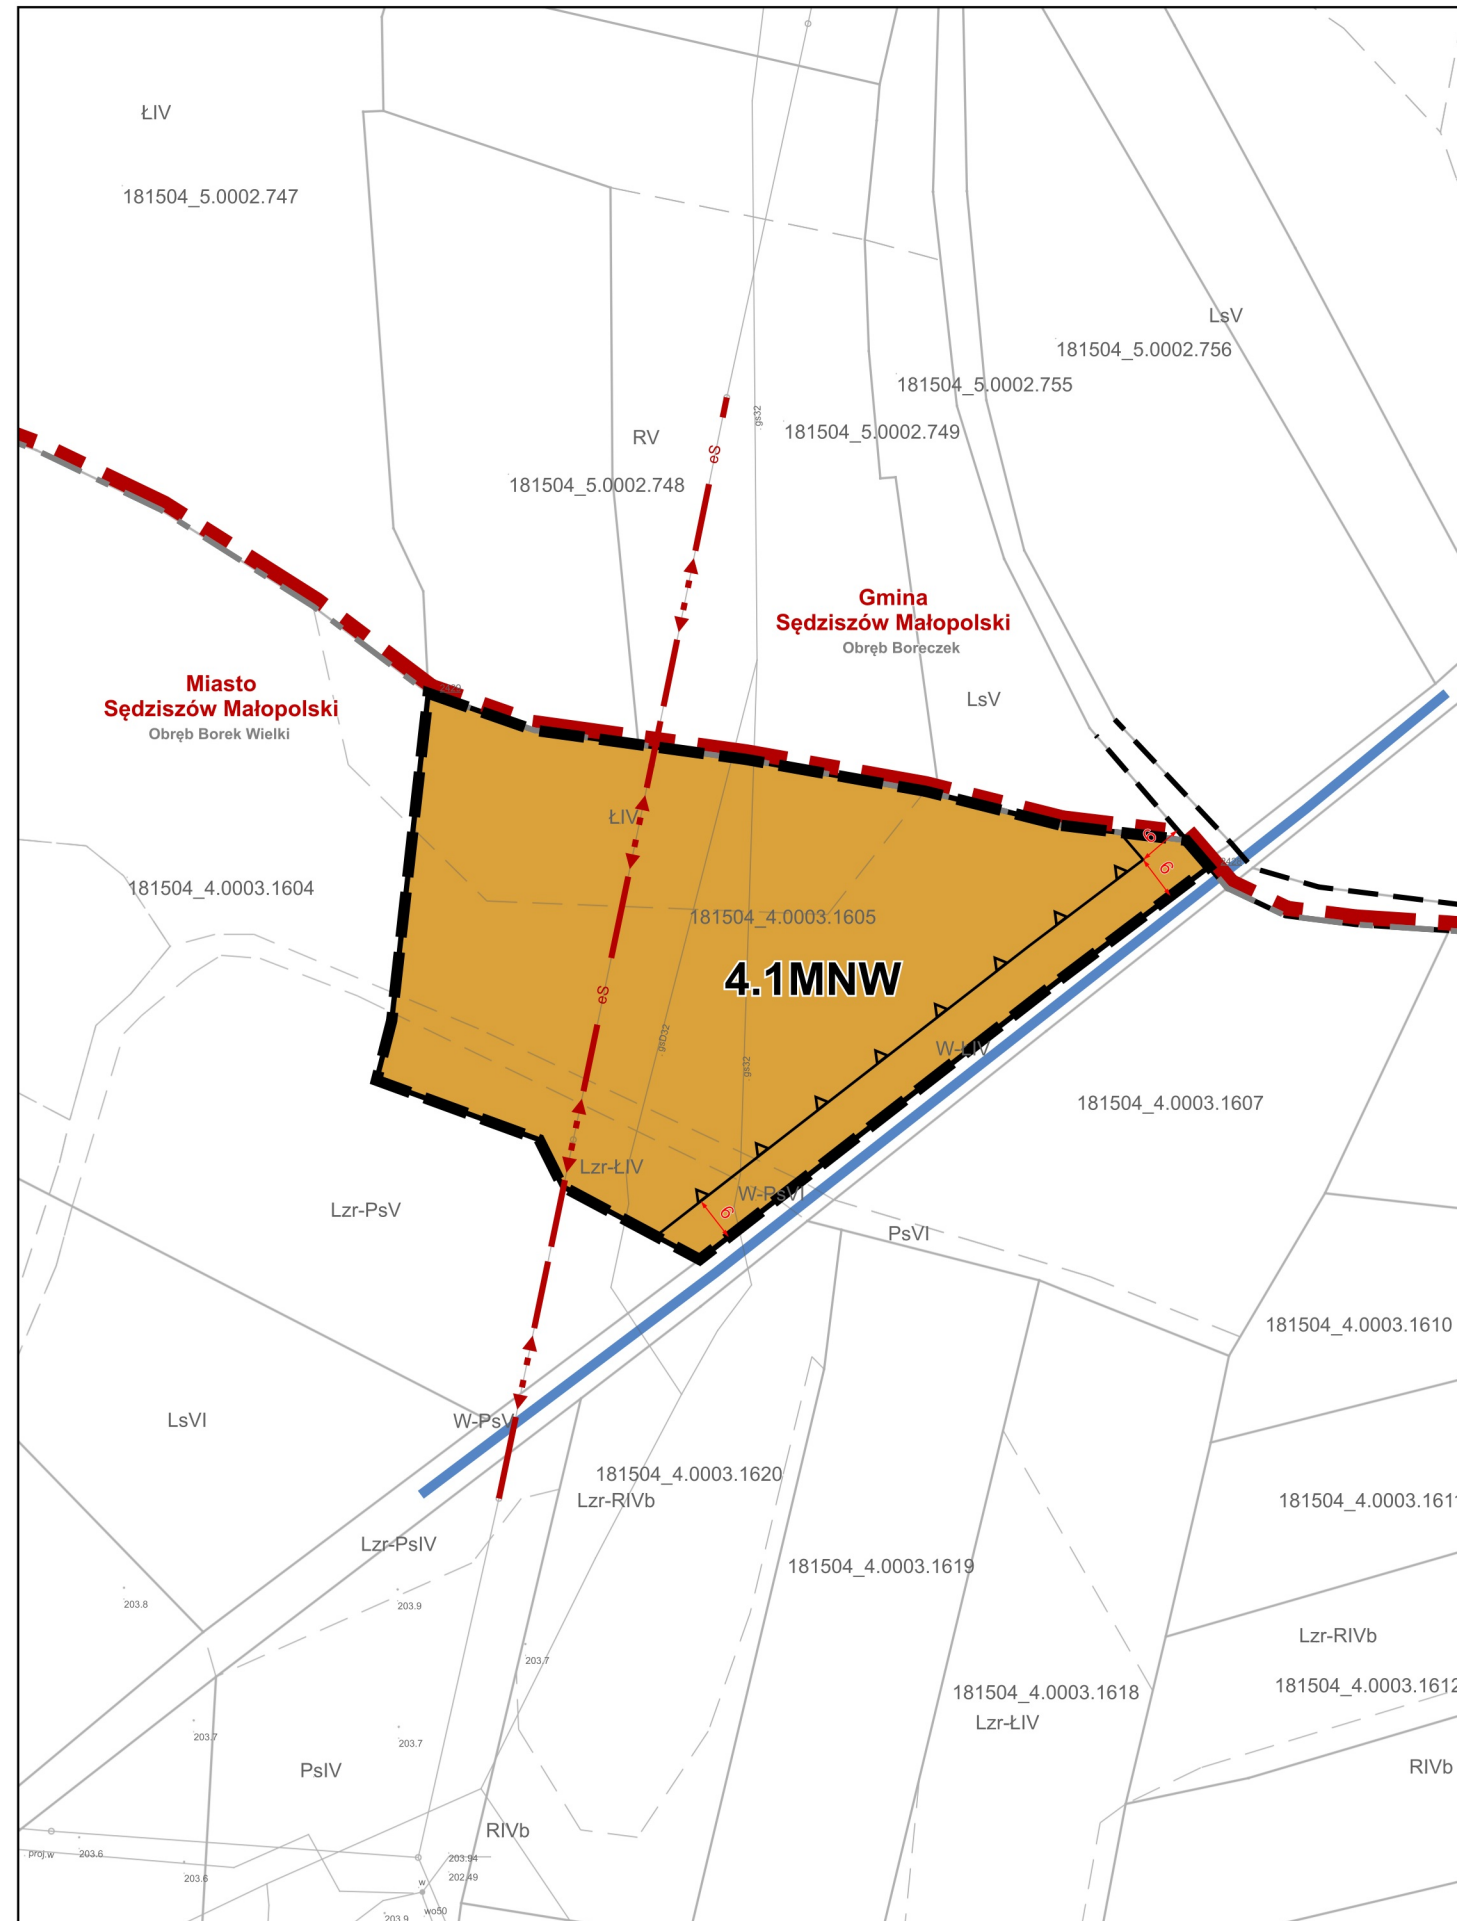 ŁIV
181504_5.0002.747
LsV
181504_5.0002.756
181504_5.0002.755
gs32
181504_5.0002.749
RV
eS
181504_5.0002.748
Gmina
Sędziszów Małopolski
Obręb Boreczek
Miasto
Sędziszów Małopolski
Obręb Borek Wielki
LsV
ŁIV
6
6
181504_4.0003.1604
181504_4.0003.1605
4.1MNW
eS
gsD32
gs32
W-ŁIV
181504_4.0003.1607
Lzr-ŁIV
W-PsVI
6
Lzr-PsV
PsVI
181504_4.0003.1610
LsVI
W-PsV
181504_4.0003.1620
Lzr-RIVb
181504_4.0003.161
Lzr-PsIV
181504_4.0003.1619
203.8
203.9
Lzr-RIVb
203.7
181504_4.0003.1618
181504_4.0003.1612
Lzr-ŁIV
203.7
203.7
PsIV
RIVb
RIVb
proj.w
203.6
203.94
203.6
202.49
w
wo50
203.9